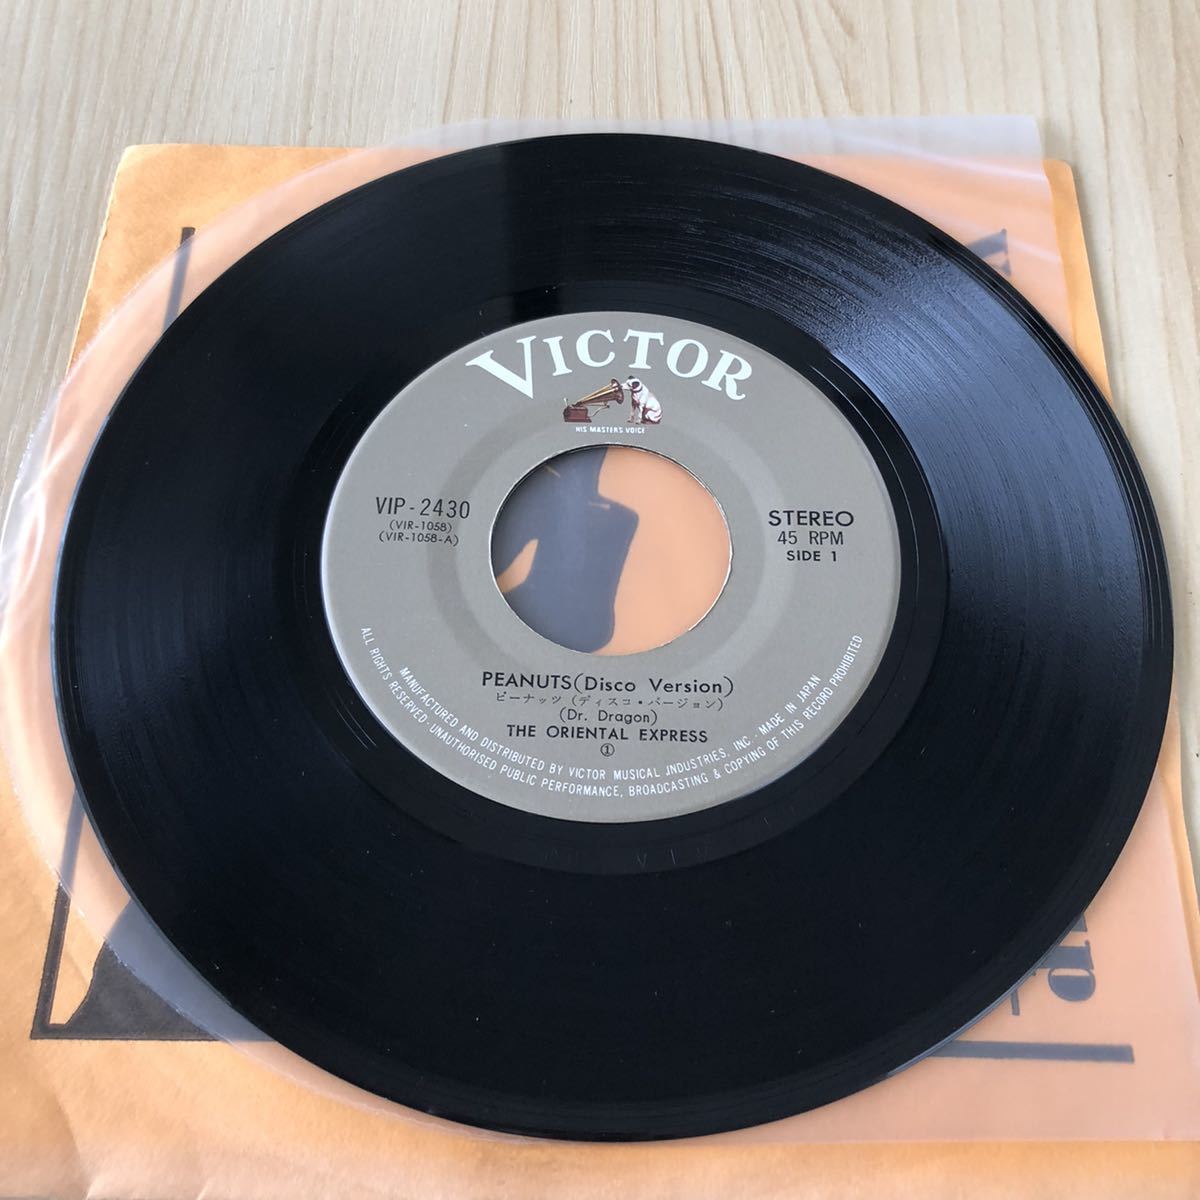 VICTOR
HIS MASTERS VOICE
VIP-2430
(VIR-1058)
(VIR-1058-A)
STEREO
45 RPM
SIDE 1
PEANUTS(Disco Version)
ピーナッツ (ディスコ・バージョン)
(Dr. Dragon)
THE ORIENTAL EXPRESS
①
MANUFACTURED AND DISTRIBUTED BY VICTOR MUSICAL INDUSTRIES, INC. · MADE IN JAPAN
ALL RIGHTS RESERVED · UNAUTHORISED PUBLIC PERFORMANCE, BROADCASTING & COPYING OF THIS RECORD PROHIBITED